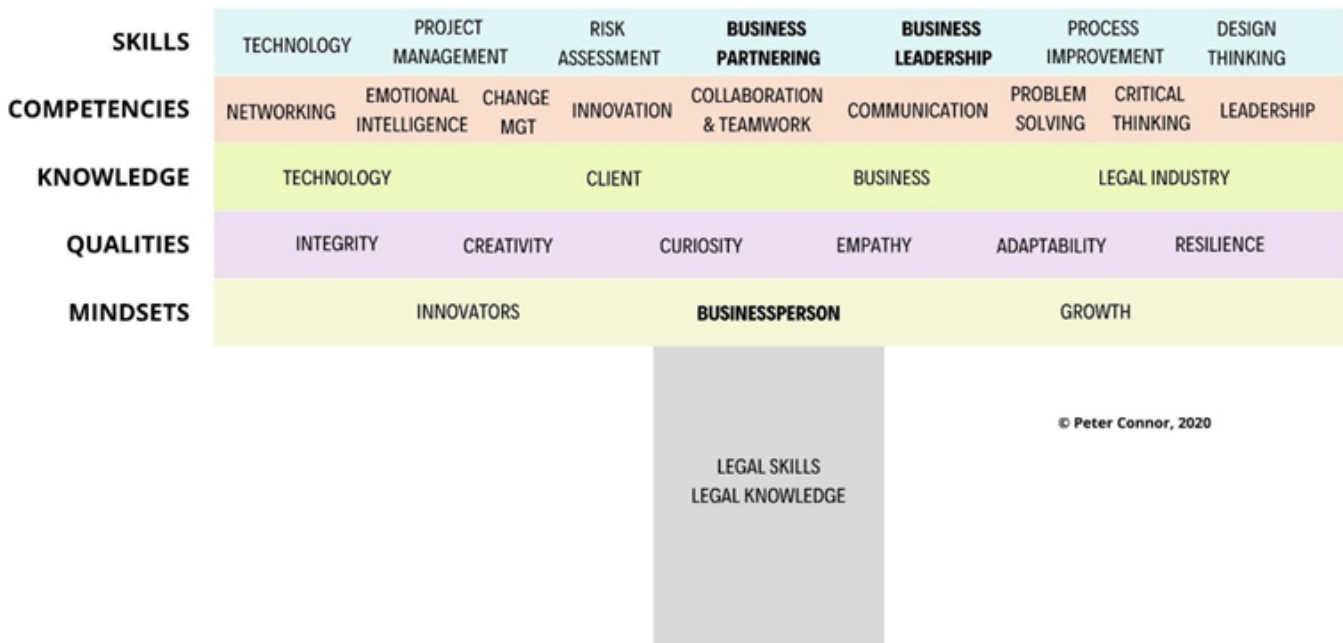 SKILLS
TECHNOLOGY
PROJECT
MANAGEMENT
RISK
ASSESSMENT
BUSINESS
PARTNERING
BUSINESS
LEADERSHIP
PROCESS
IMPROVEMENT
DESIGN
THINKING
COMPETENCIES
NETWORKING
EMOTIONAL
INTELLIGENCE
CHANGE
MGT
INNOVATION
COLLABORATION
& TEAMWORK
COMMUNICATION
PROBLEM
SOLVING
CRITICAL
THINKING
LEADERSHIP
KNOWLEDGE
TECHNOLOGY
CLIENT
BUSINESS
LEGAL INDUSTRY
QUALITIES
INTEGRITY
CREATIVITY
CURIOSITY
EMPATHY
ADAPTABILITY
RESILIENCE
MINDSETS
INNOVATORS
BUSINESSPERSON
GROWTH
© Peter Connor, 2020
LEGAL SKILLS
LEGAL KNOWLEDGE